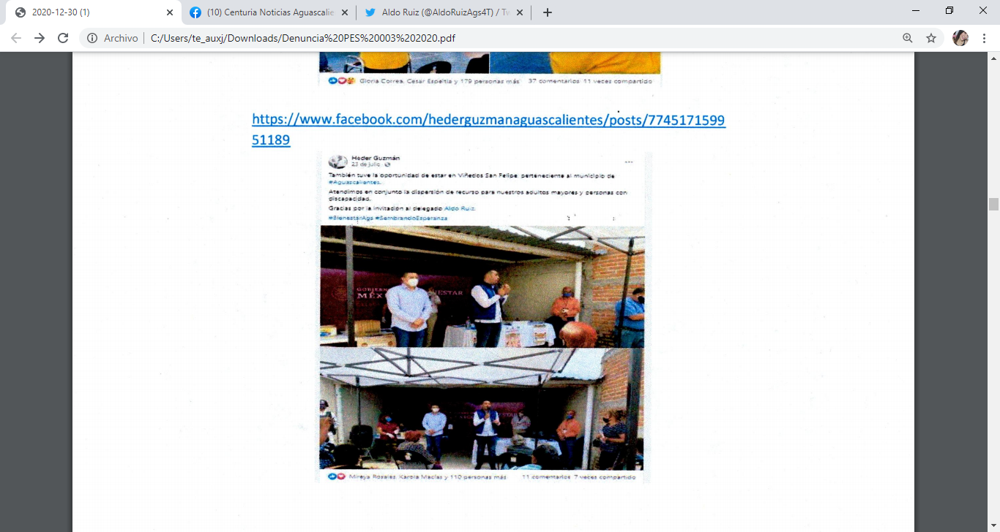 2020-12-30 (1)
(10) Centuria Noticias Aguascalie
Aldo Ruiz (@AldoRuizAgs4T) / Tw
Archivo
C:/Users/te_auxj/Downloads/Denuncia%20PES%20003%202020.pdf
Gloria Correa, Cesar Espeltia y 179 personas más 37 comentarios 11 veces compartido
https://www.facebook.com/hederguzmanaguascalientes/posts/7745171599
51189
Heder Guzmán
23 de julio
También tuve la oportunidad de estar en Viñedos San Felipe, perteneciente al municipio de
#Aguascalientes.
Atendimos en conjunto la dispersión de recurso para nuestros adultos mayores y personas con
discapacidad.
Gracias por la invitación al delegado Aldo Ruiz.
#BienestarAgs #SembrandoEsperanza
Mireya Rosales, Karola Macías y 110 personas más 11 comentarios 7 veces compartido